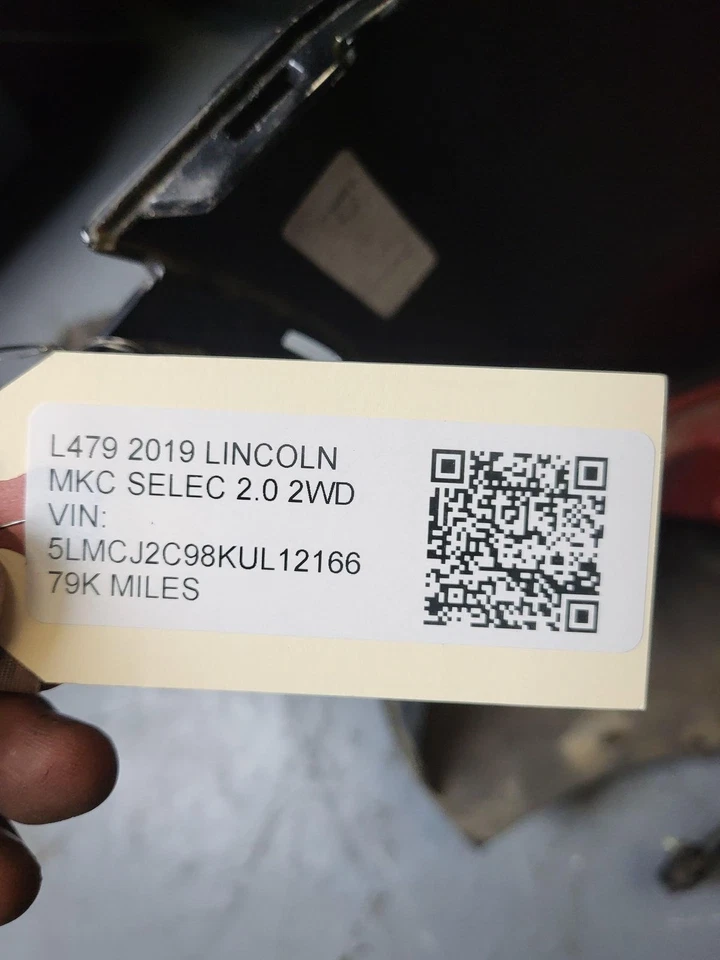 L479 2019 LINCOLN
MKC SELEC 2.0 2WD
VIN:
5LMCJ2C98KUL12166
79K MILES